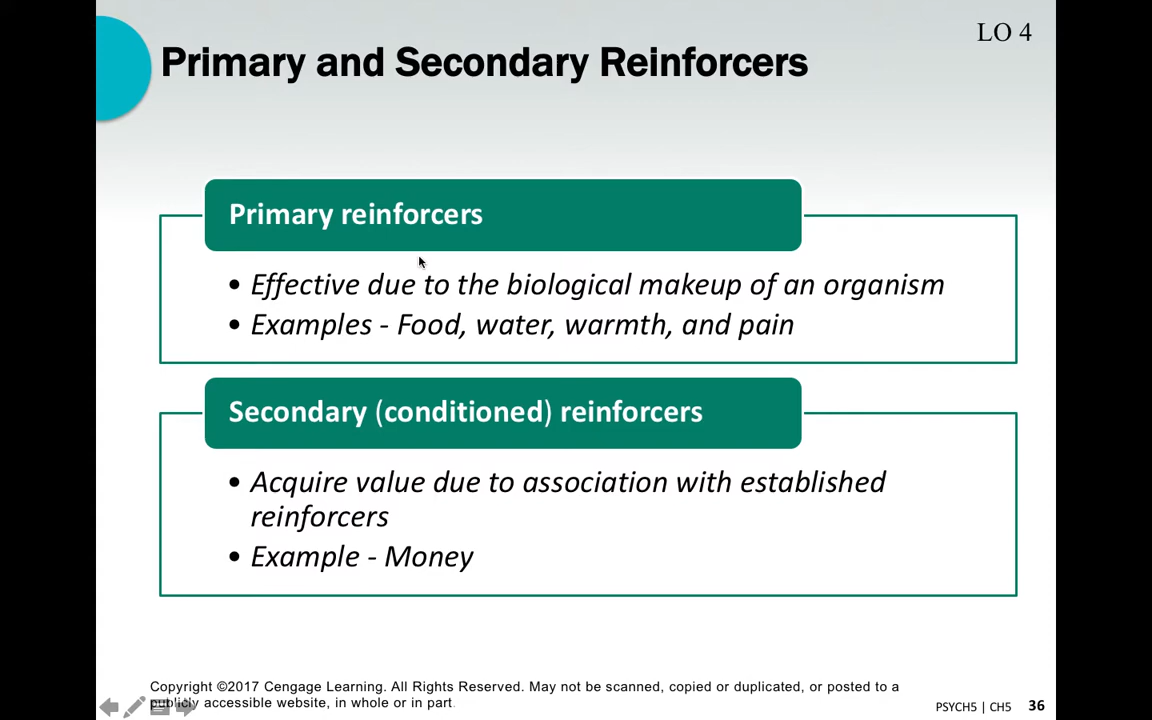 LO 4
Primary and Secondary Reinforcers
Primary reinforcers
• Effective due to the biological makeup of an organism
• Examples - Food, water, warmth, and pain
Secondary (conditioned) reinforcers
• Acquire value due to association with established
reinforcers
• Example - Money
Copyright ©2017 Cengage Learning. All Rights Reserved. May not be scanned, copied or duplicated, or posted to a
publicly accessible website, in whole or in part.
PSYCH5 | CH5 36